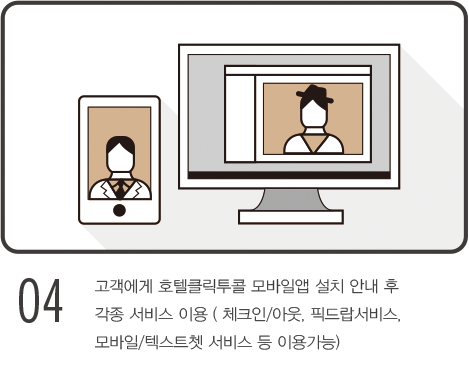 04
고객에게 호텔클릭투콜 모바일앱 설치 안내 후
각종 서비스 이용 ( 체크인/아웃, 픽드랍서비스,
모바일/텍스트쳇 서비스 등 이용가능)